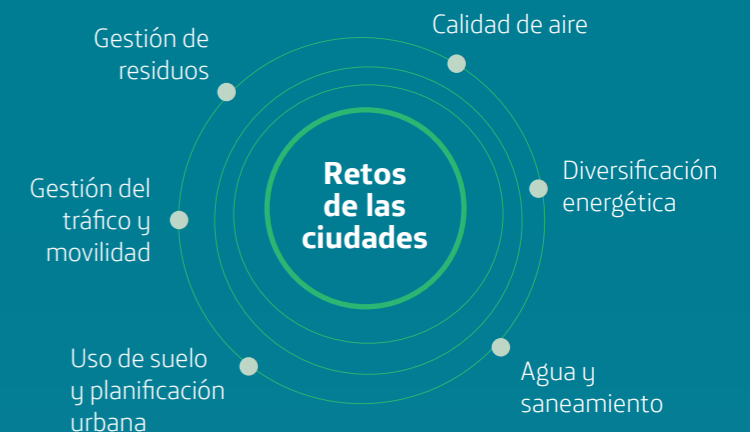 Retos
de las
ciudades
Calidad de aire
Diversificación
energética
Agua y
saneamiento
Uso de suelo
y planificación
urbana
Gestión del
tráfico y
movilidad
Gestión de
residuos